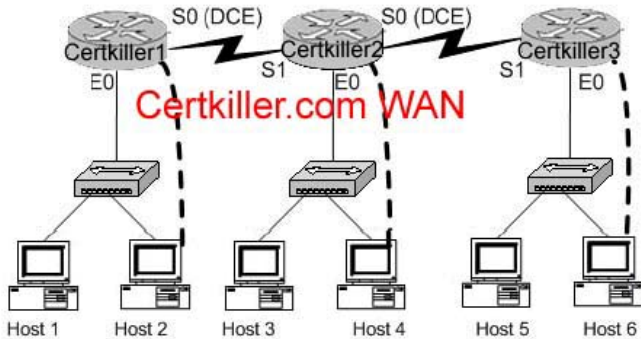 S0 (DCE)
S0 (DCE)
Certkiller1
Certkiller2
Certkiller3
S1
S1
E0
E0
E0
Certkiller.com WAN
Host 1
Host 2
Host 3
Host 4
Host 5
Host 6